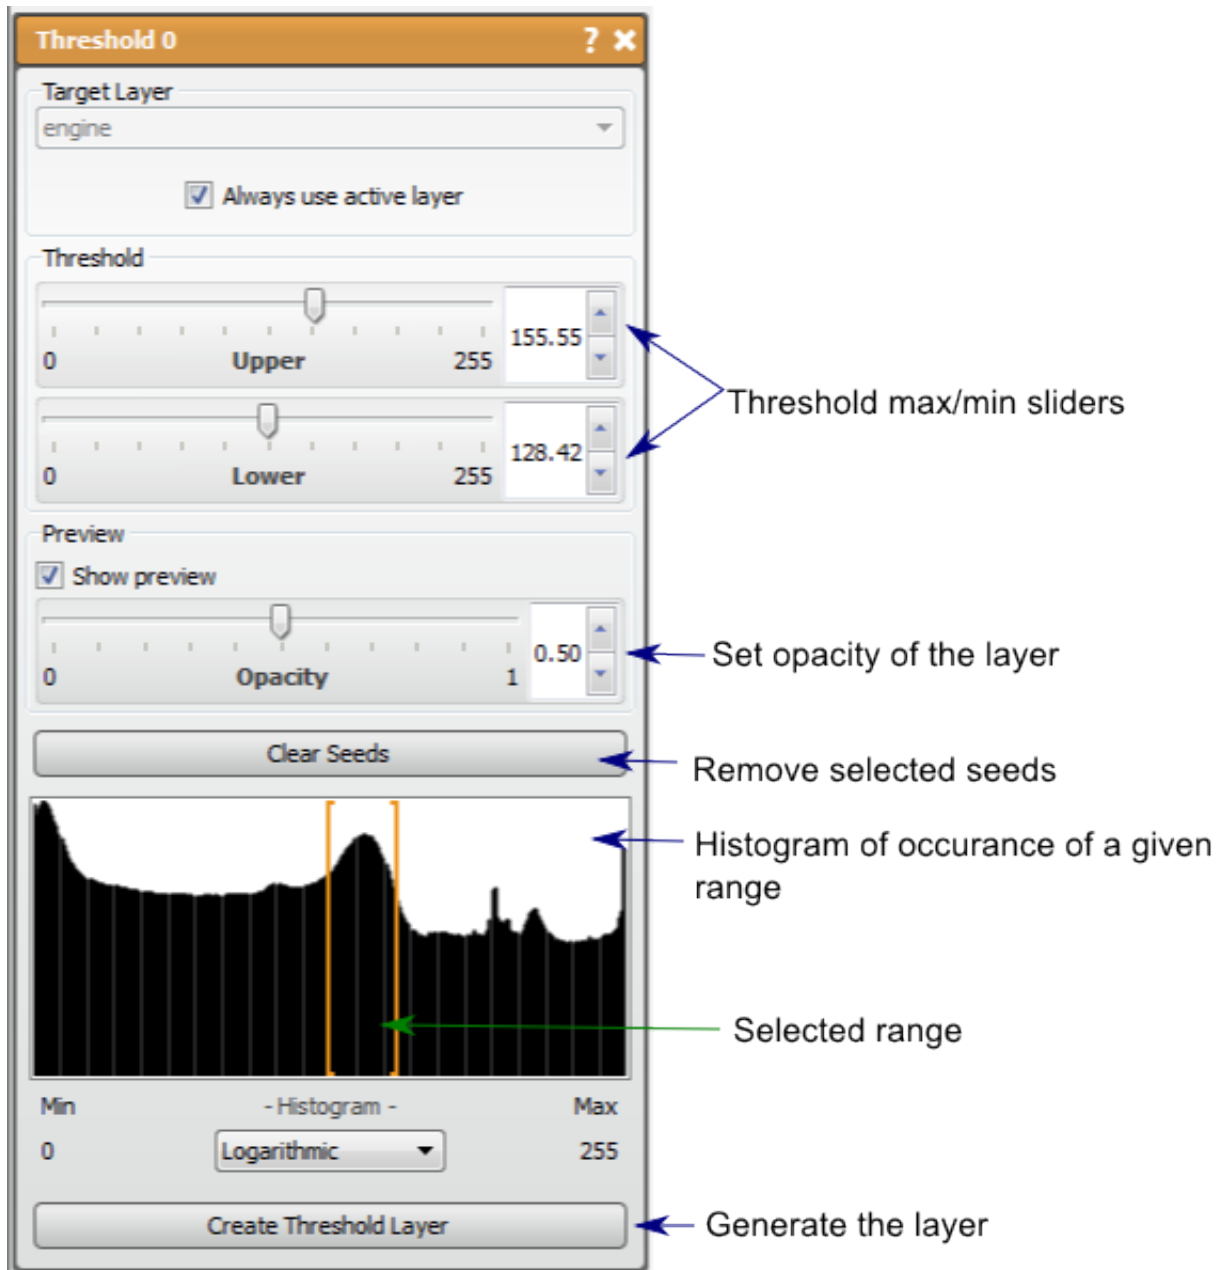 Threshold 0 ? ×
Target Layer
engine
Always use active layer
Threshold
155.55
0 Upper 255
Threshold max/min sliders
128.42
0 Lower 255
Preview
Show preview
0.50
0 Opacity 1
Set opacity of the layer
Clear Seeds
Remove selected seeds
Histogram of occurance of a given
range
Selected range
Min - Histogram - Max
0 Logarithmic 255
Create Threshold Layer
Generate the layer